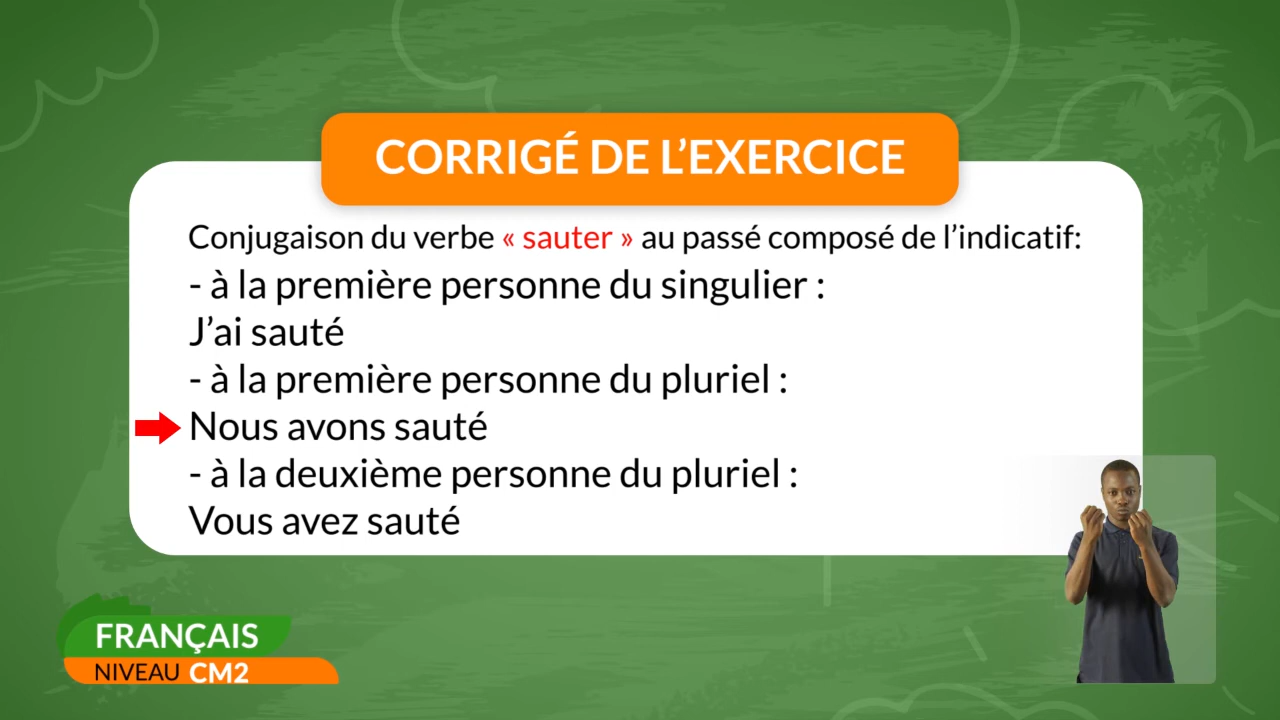 CORRIGÉ DE L’EXERCICE
Conjugaison du verbe « sauter » au passé composé de l’indicatif:
- à la première personne du singulier :
J’ai sauté
- à la première personne du pluriel :
Nous avons sauté
- à la deuxième personne du pluriel :
Vous avez sauté
FRANÇAIS
NIVEAU CM2